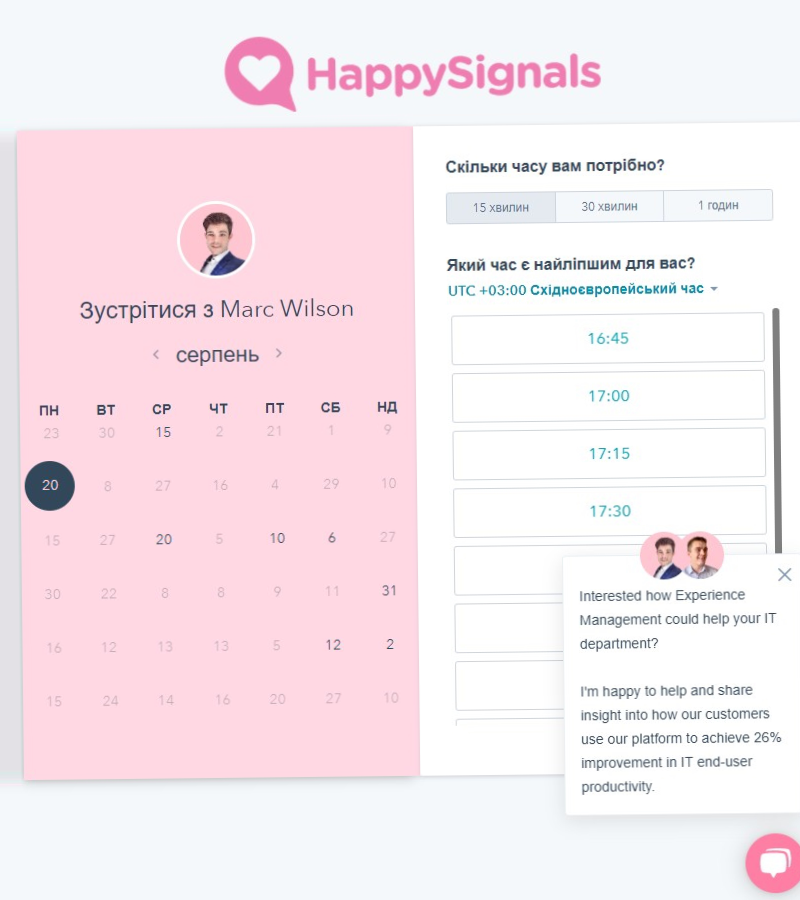 HappySignals
Зустрітися з Marc Wilson
серпень
ПН ВТ СР ЧТ ПТ СБ НД
23 30 15 2 21 1 9
20 8 27 16 4 29 10
15 27 20 5 10 6 27
30 22 8 8 9 11 31
16 12 13 13 5 12 2
15 24 14 16 20 27 10
Скільки часу вам потрібно?
15 хвилин 30 хвилин 1 годин
Який час є найліпшим для вас?
UTC +03:00 Східноєвропейський час
16:45
17:00
17:15
17:30
Interested how Experience
Management could help your IT
department?
I'm happy to help and share
insight into how our customers
use our platform to achieve 26%
improvement in IT end-user
productivity.